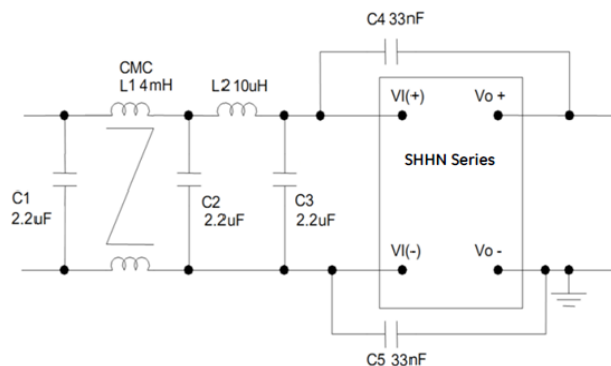 C4 33nF
CMC
L1 4mH
L2 10uH
VI(+)
Vo +
SHHN Series
C1
2.2uF
C2
2.2uF
C3
2.2uF
VI(-)
Vo -
C5 33nF